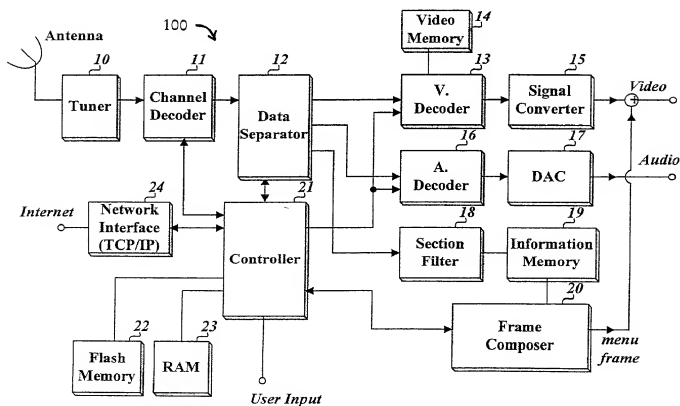 100
Antenna
10
Tuner
11
Channel
Decoder
12
Data
Separator
14
Video
Memory
13
V.
Decoder
15
Signal
Converter
Video
16
A.
Decoder
17
DAC
Audio
18
Section
Filter
19
Information
Memory
20
Frame
Composer
menu
frame
21
Controller
24
Network
Interface
(TCP/IP)
Internet
22
Flash
Memory
23
RAM
User Input